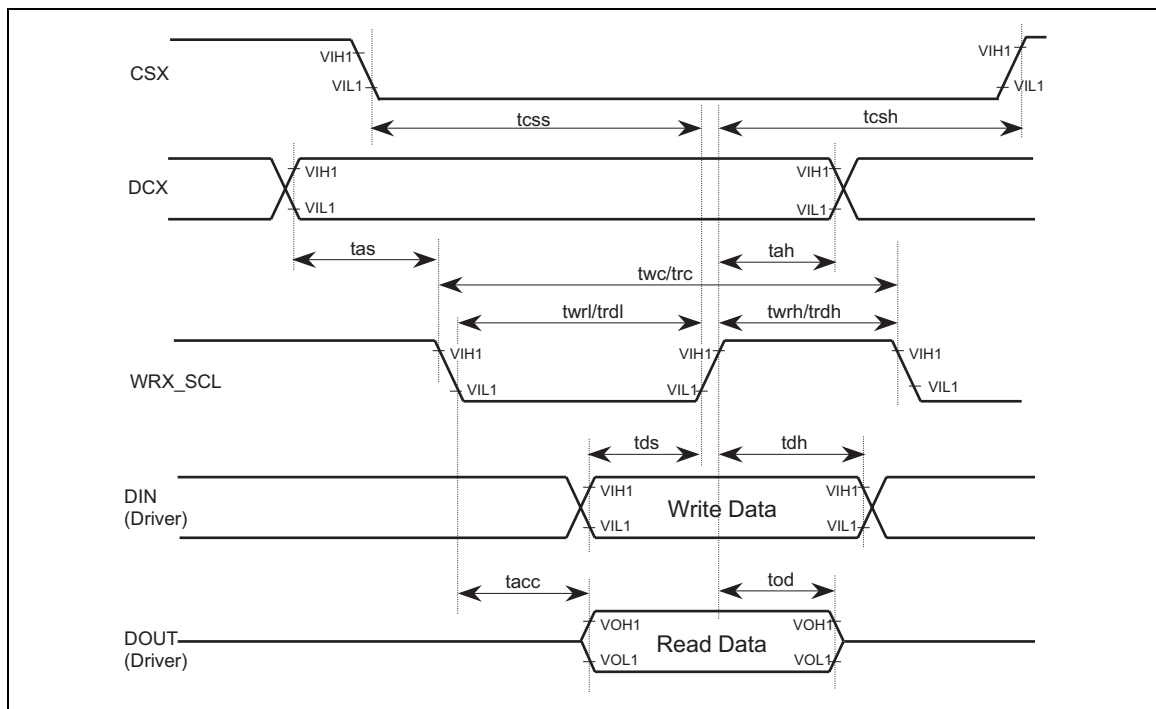 CSX
VIH1
VIL1
VIH1
VIL1
tcss
tcsh
DCX
VIH1
VIL1
VIH1
VIL1
tas
tah
twc/trc
twrl/trdl
twrh/trdh
WRX_SCL
VIH1
VIL1
VIH1
VIL1
VIH1
VIL1
tds
tdh
DIN
(Driver)
VIH1
VIL1
Write Data
VIH1
VIL1
tacc
tod
DOUT
(Driver)
VOH1
VOL1
Read Data
VOH1
VOL1